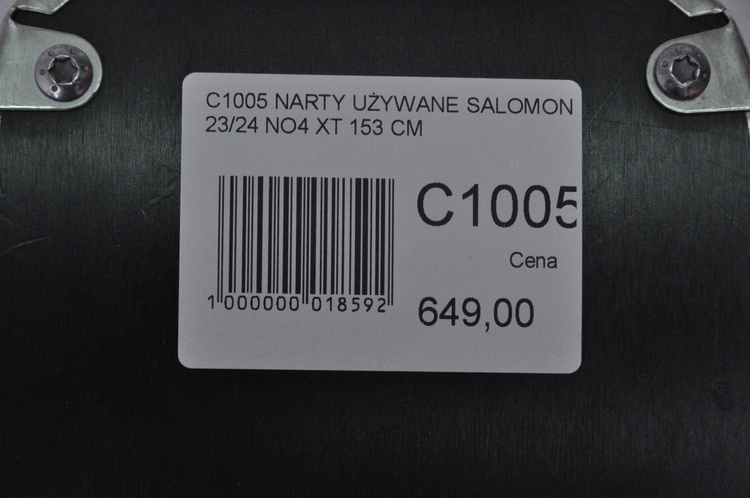 C1005 NARTY UŻYWANE SALOMON
23/24 NO4 XT 153 CM
C1005
Cena
1 000000 018592
649,00